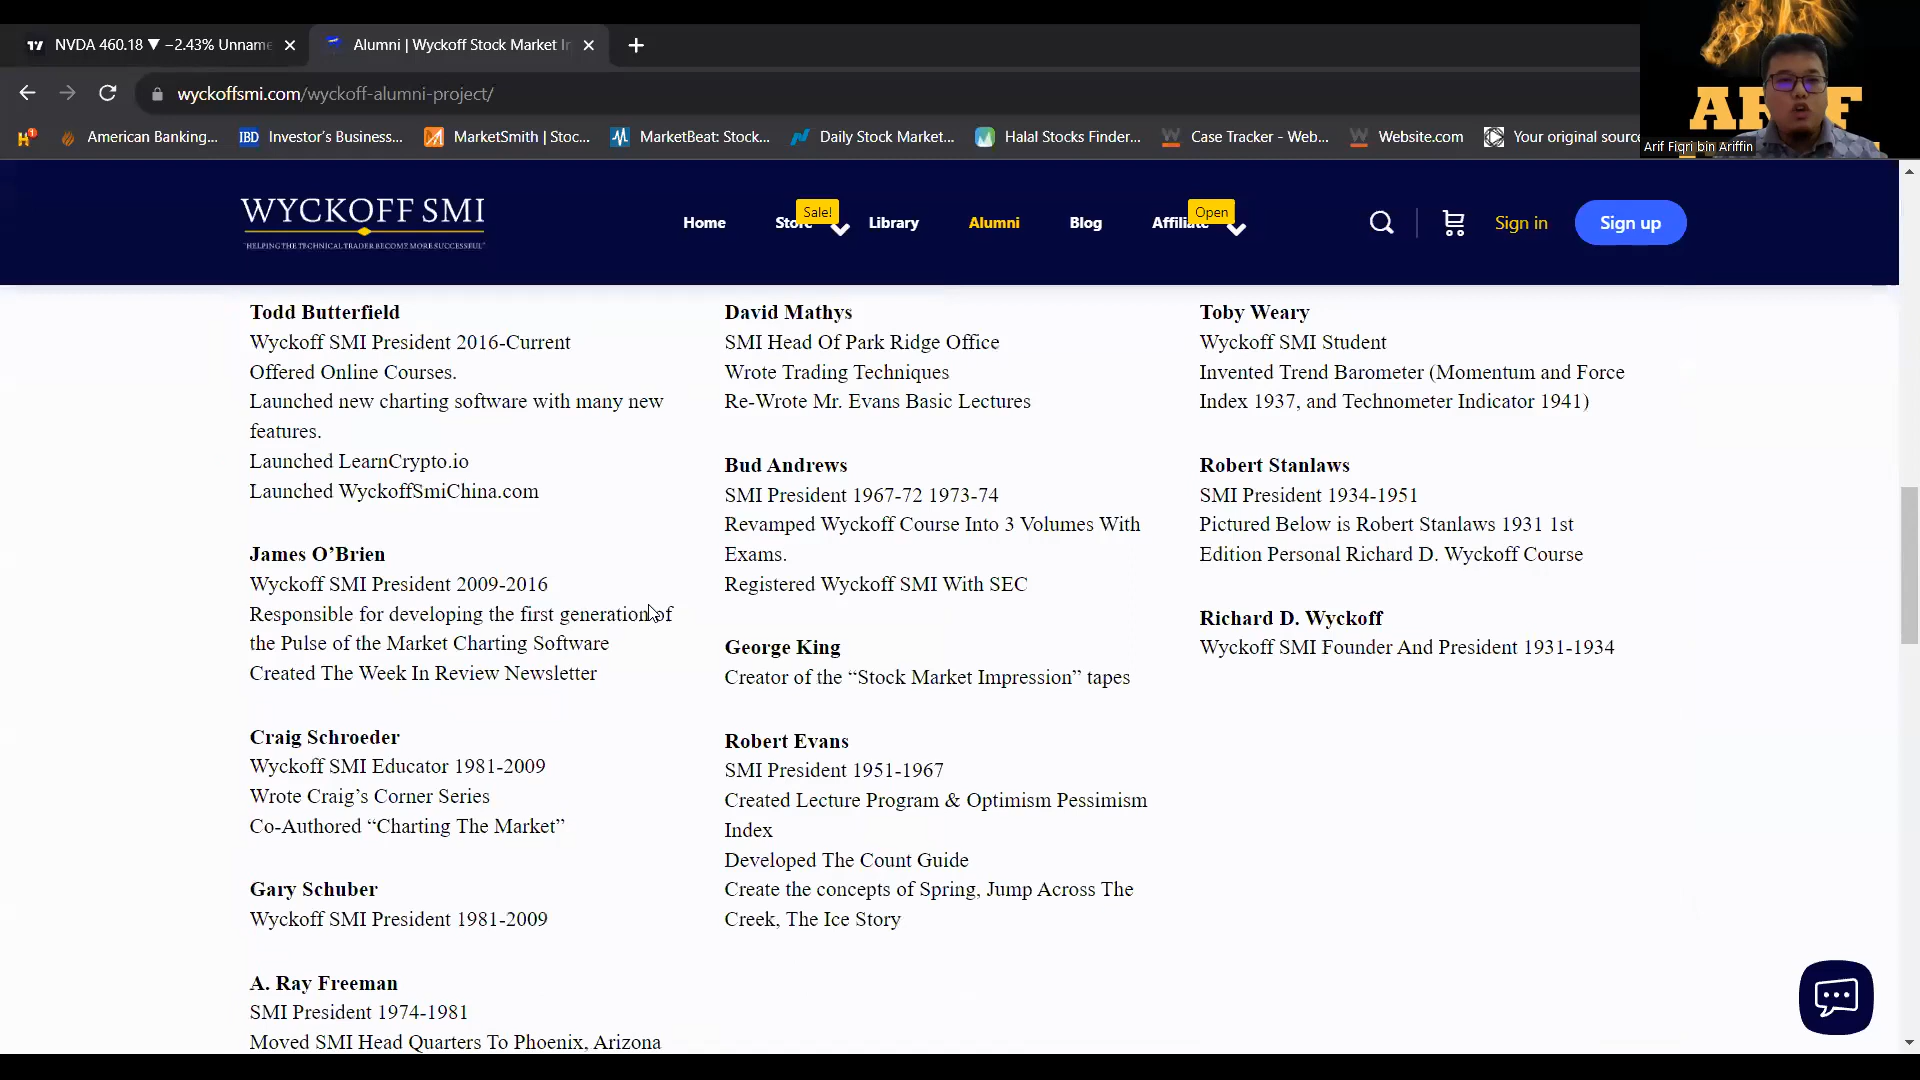 NVDA 460.18 ▼ −2.43% Unname
Alumni | Wyckoff Stock Market In
wyckoffsmi.com/wyckoff-alumni-project/
American Banking...
IBD Investor's Business...
MarketSmith | Stoc...
MarketBeat: Stock...
Daily Stock Market...
Halal Stocks Finder...
Case Tracker - Web...
Website.com
Your original source
Arif Fiqri bin Ariffin
WYCKOFF SMI
"HELPING THE TECHNICAL TRADER BECOME MORE SUCCESSFUL"
Home
Store
Sale!
Library
Alumni
Blog
Affiliate
Open
Sign in
Sign up
Todd Butterfield
Wyckoff SMI President 2016-Current
Offered Online Courses.
Launched new charting software with many new
features.
Launched LearnCrypto.io
Launched WyckoffSmiChina.com
James O'Brien
Wyckoff SMI President 2009-2016
Responsible for developing the first generation of
the Pulse of the Market Charting Software
Created The Week In Review Newsletter
Craig Schroeder
Wyckoff SMI Educator 1981-2009
Wrote Craig's Corner Series
Co-Authored "Charting The Market"
Gary Schuber
Wyckoff SMI President 1981-2009
A. Ray Freeman
SMI President 1974-1981
Moved SMI Head Quarters To Phoenix, Arizona
David Mathys
SMI Head Of Park Ridge Office
Wrote Trading Techniques
Re-Wrote Mr. Evans Basic Lectures
Bud Andrews
SMI President 1967-72 1973-74
Revamped Wyckoff Course Into 3 Volumes With
Exams.
Registered Wyckoff SMI With SEC
George King
Creator of the "Stock Market Impression" tapes
Robert Evans
SMI President 1951-1967
Created Lecture Program & Optimism Pessimism
Index
Developed The Count Guide
Create the concepts of Spring, Jump Across The
Creek, The Ice Story
Toby Weary
Wyckoff SMI Student
Invented Trend Barometer (Momentum and Force
Index 1937, and Technometer Indicator 1941)
Robert Stanlaws
SMI President 1934-1951
Pictured Below is Robert Stanlaws 1931 1st
Edition Personal Richard D. Wyckoff Course
Richard D. Wyckoff
Wyckoff SMI Founder And President 1931-1934